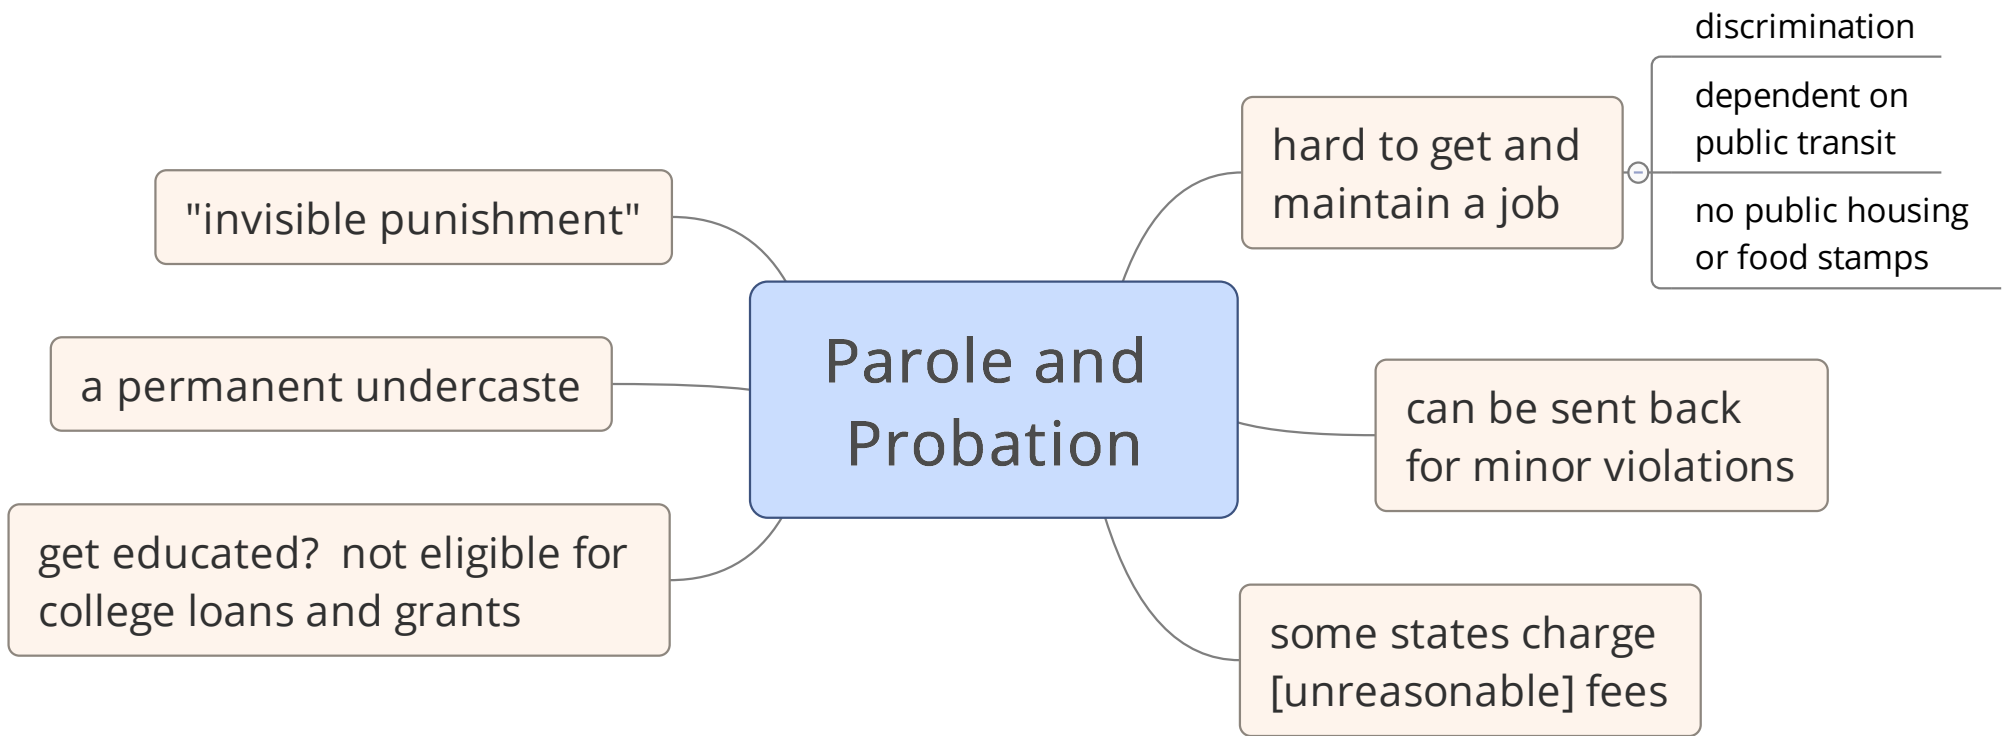 Parole and
Probation
hard to get and
maintain a job
discrimination
dependent on
public transit
no public housing
or food stamps
can be sent back
for minor violations
some states charge
[unreasonable] fees
"invisible punishment"
a permanent undercaste
get educated?  not eligible for
college loans and grants